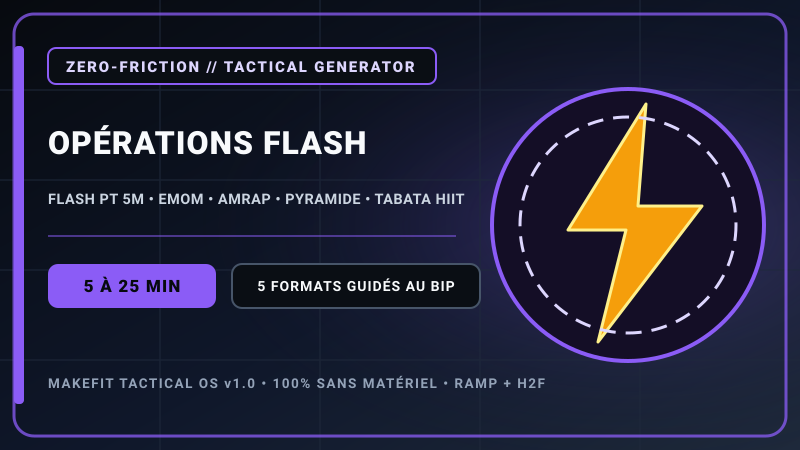 ZERO-FRICTION // TACTICAL GENERATOR
OPÉRATIONS FLASH
FLASH PT 5M • EMOM • AMRAP • PYRAMIDE • TABATA HIIT
5 À 25 MIN
5 FORMATS GUIDÉS AU BIP
MAKEFIT TACTICAL OS v1.0 • 100% SANS MATÉRIEL • RAMP + H2F